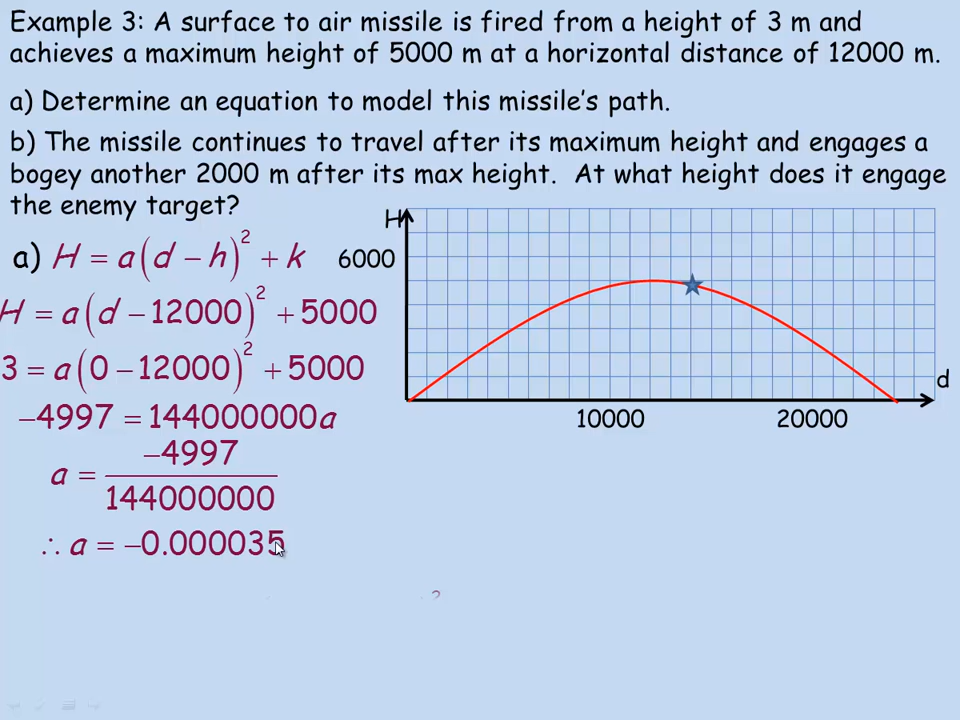 Example 3: A surface to air missile is fired from a height of 3 m and
achieves a maximum height of 5000 m at a horizontal distance of 12000 m.
a) Determine an equation to model this missile's path.
b) The missile continues to travel after its maximum height and engages a
bogey another 2000 m after its max height. At what height does it engage
the enemy target?
a) H = a(d − h)² + k
H = a(d − 12000)² + 5000
3 = a(0 − 12000)² + 5000
−4997 = 144000000a
a = −4997
144000000
∴ a = −0.000035
H
6000
d
10000 20000
2